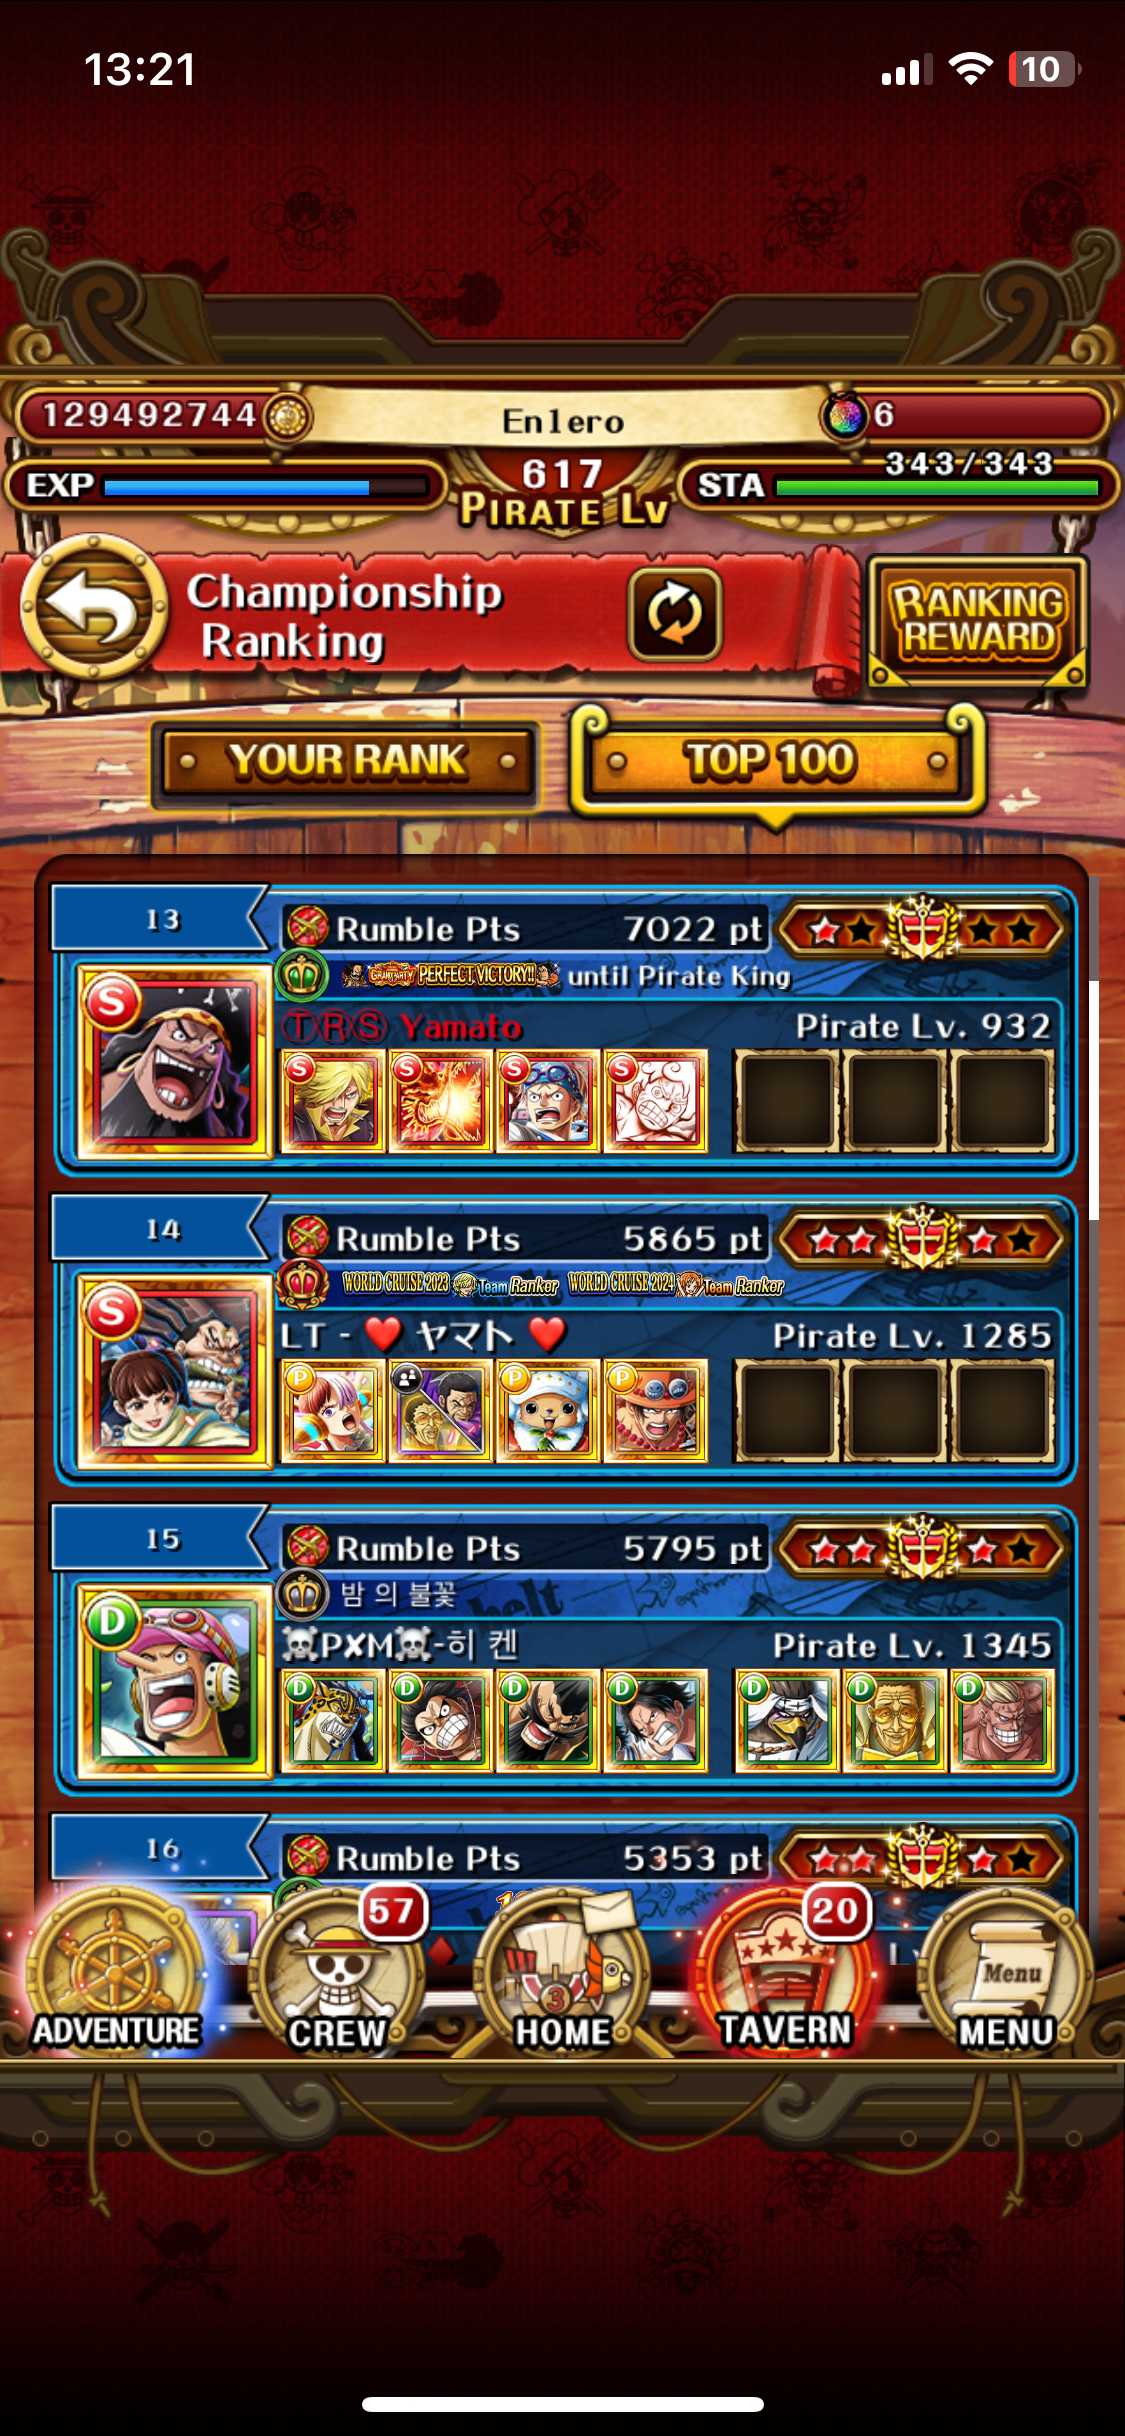 13:21
10
129492744
En1ero
6
EXP
617
PIRATE Lv
STA
343/343
Championship
Ranking
RANKING
REWARD
YOUR RANK
TOP 100
13
Rumble Pts
7022 pt
GRAND PARTY PERFECT VICTORY!! until Pirate King
ⓉⓇⓈ Yamato
Pirate Lv. 932
S
S
S
S
S
14
Rumble Pts
5865 pt
WORLD CRUISE 2023 Team Ranker WORLD CRUISE 2024 Team Ranker
LT - ❤️ ヤマト ❤️
Pirate Lv. 1285
S
P
P
P
15
Rumble Pts
5795 pt
밤 의 불꽃
☠P✘M☠-히 켄
Pirate Lv. 1345
D
D
D
D
D
D
D
D
16
Rumble Pts
5353 pt
57
20
3
Menu
ADVENTURE
CREW
HOME
TAVERN
MENU